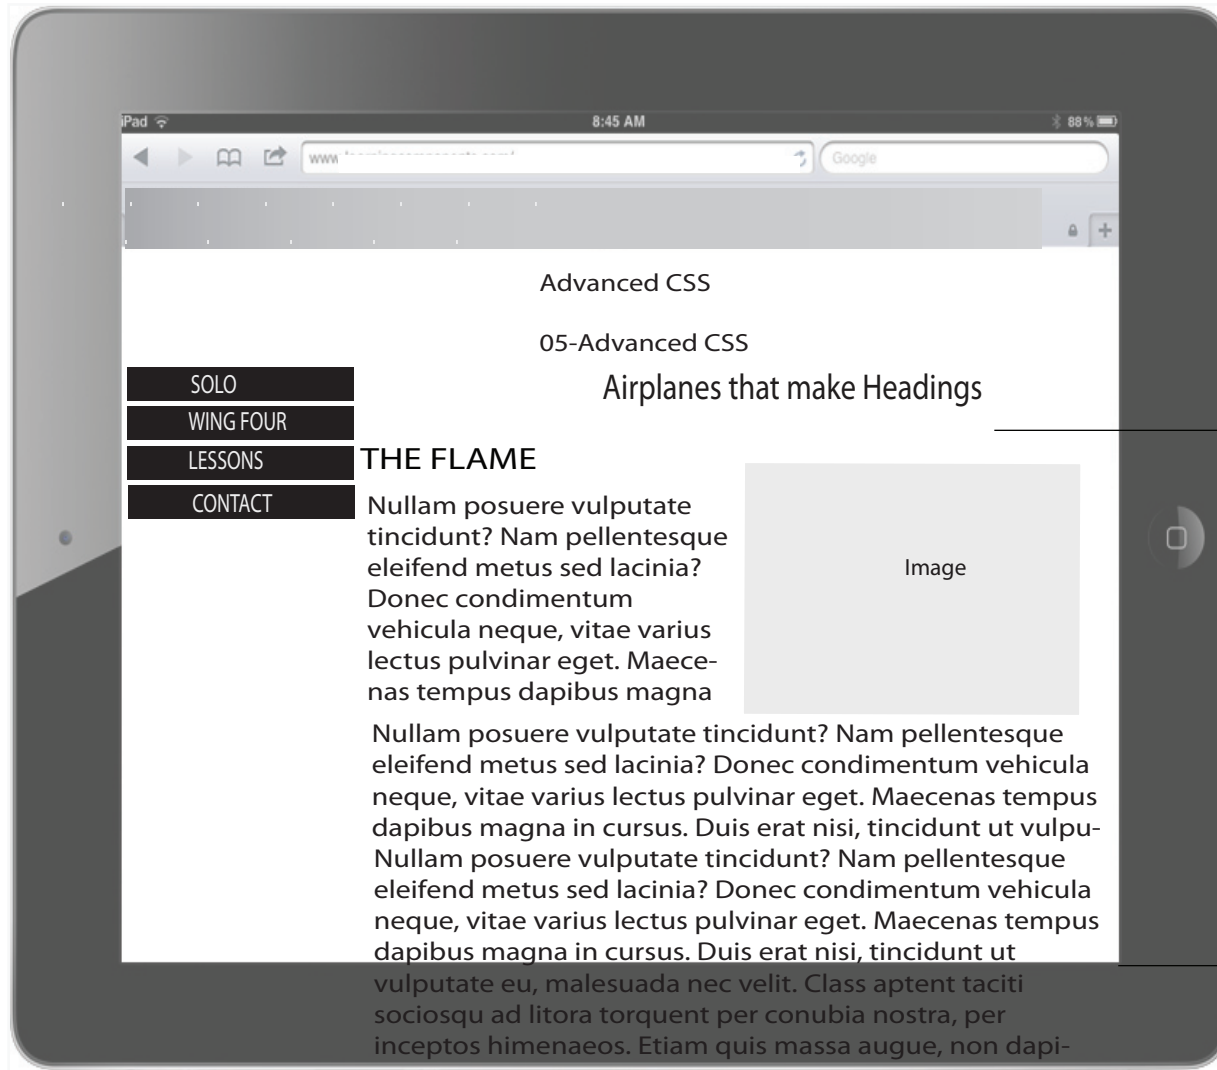 iPad
8:45 AM
88%
www
Google
Advanced CSS
05-Advanced CSS
SOLO
WING FOUR
LESSONS
CONTACT
Airplanes that make Headings
THE FLAME
Nullam posuere vulputate
tincidunt? Nam pellentesque
eleifend metus sed lacinia?
Donec condimentum
vehicula neque, vitae varius
lectus pulvinar eget. Maece-
nas tempus dapibus magna
Image
Nullam posuere vulputate tincidunt? Nam pellentesque
eleifend metus sed lacinia? Donec condimentum vehicula
neque, vitae varius lectus pulvinar eget. Maecenas tempus
dapibus magna in cursus. Duis erat nisi, tincidunt ut vulpu-
Nullam posuere vulputate tincidunt? Nam pellentesque
eleifend metus sed lacinia? Donec condimentum vehicula
neque, vitae varius lectus pulvinar eget. Maecenas tempus
dapibus magna in cursus. Duis erat nisi, tincidunt ut
vulputate eu, malesuada nec velit. Class aptent taciti
sociosqu ad litora torquent per conubia nostra, per
inceptos himenaeos. Etiam quis massa augue, non dapi-